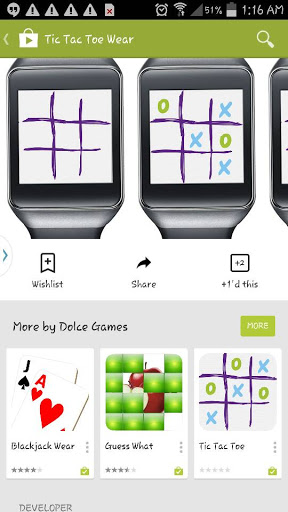 51% 1:16 AM
Tic Tac Toe Wear
O X
X O
X
Wishlist
Share
+2
+1'd this
More by Dolce Games
MORE
J A
Blackjack Wear
Guess What
X
O O X
O X
Tic Tac Toe
DEVELOPER